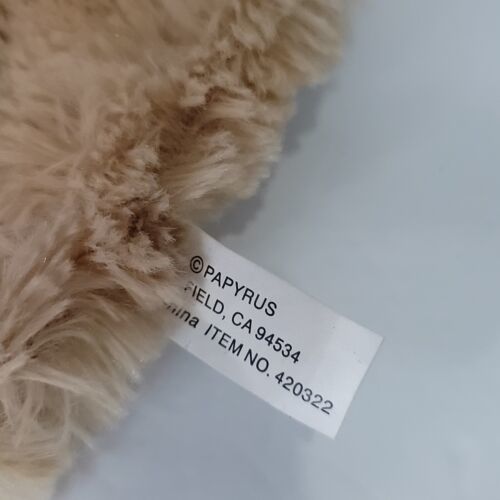 ©PAPYRUS
FIELD, CA 94534
hina ITEM NO. 420322